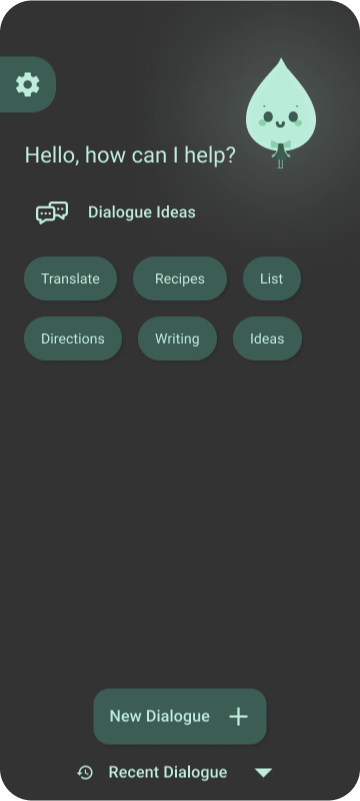 Hello, how can I help?
Dialogue Ideas
Translate Recipes List
Directions Writing Ideas
New Dialogue
Recent Dialogue